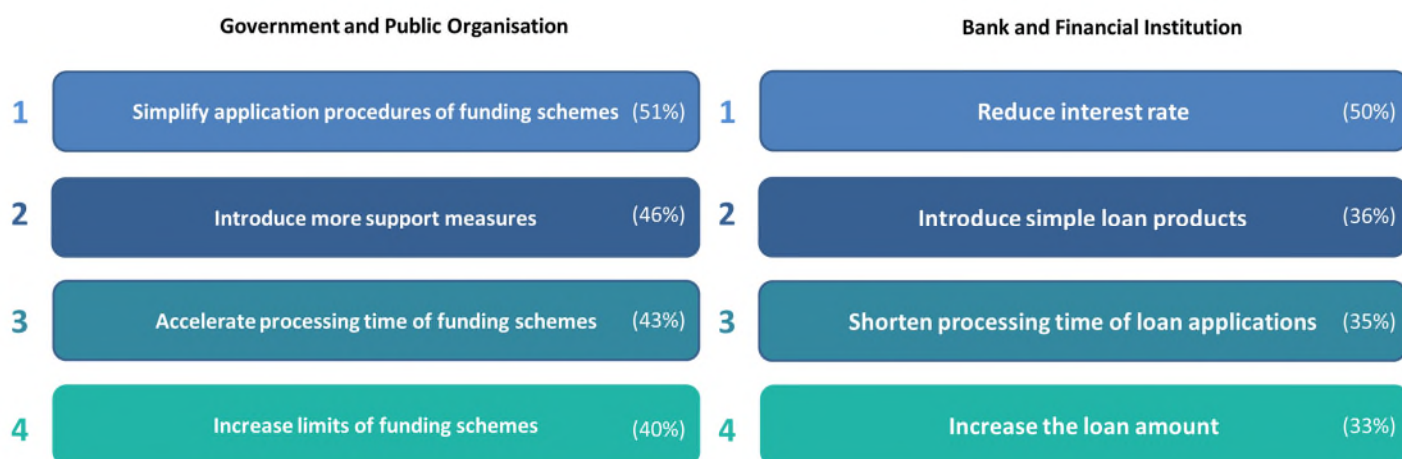 Government and Public Organisation
1 Simplify application procedures of funding schemes (51%)
2 Introduce more support measures (46%)
3 Accelerate processing time of funding schemes (43%)
4 Increase limits of funding schemes (40%)
Bank and Financial Institution
1 Reduce interest rate (50%)
2 Introduce simple loan products (36%)
3 Shorten processing time of loan applications (35%)
4 Increase the loan amount (33%)